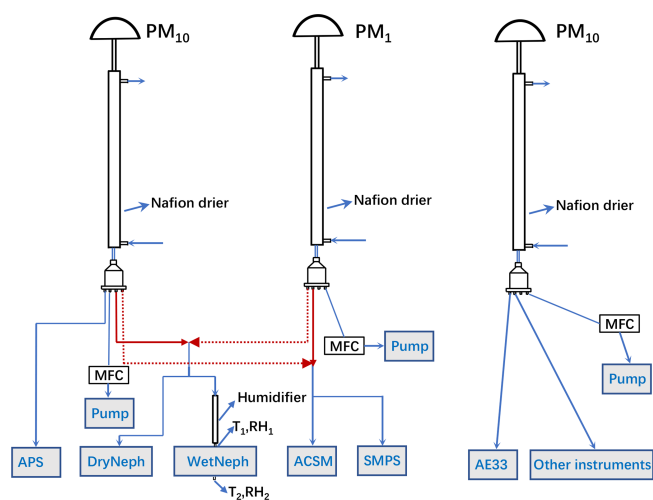 PM10
PM1
PM10
Nafion drier
Nafion drier
Nafion drier
MFC
Pump
MFC
Pump
MFC
Pump
Humidifier
T1,RH1
APS
DryNeph
WetNeph
ACSM
SMPS
AE33
Other instruments
T2,RH2